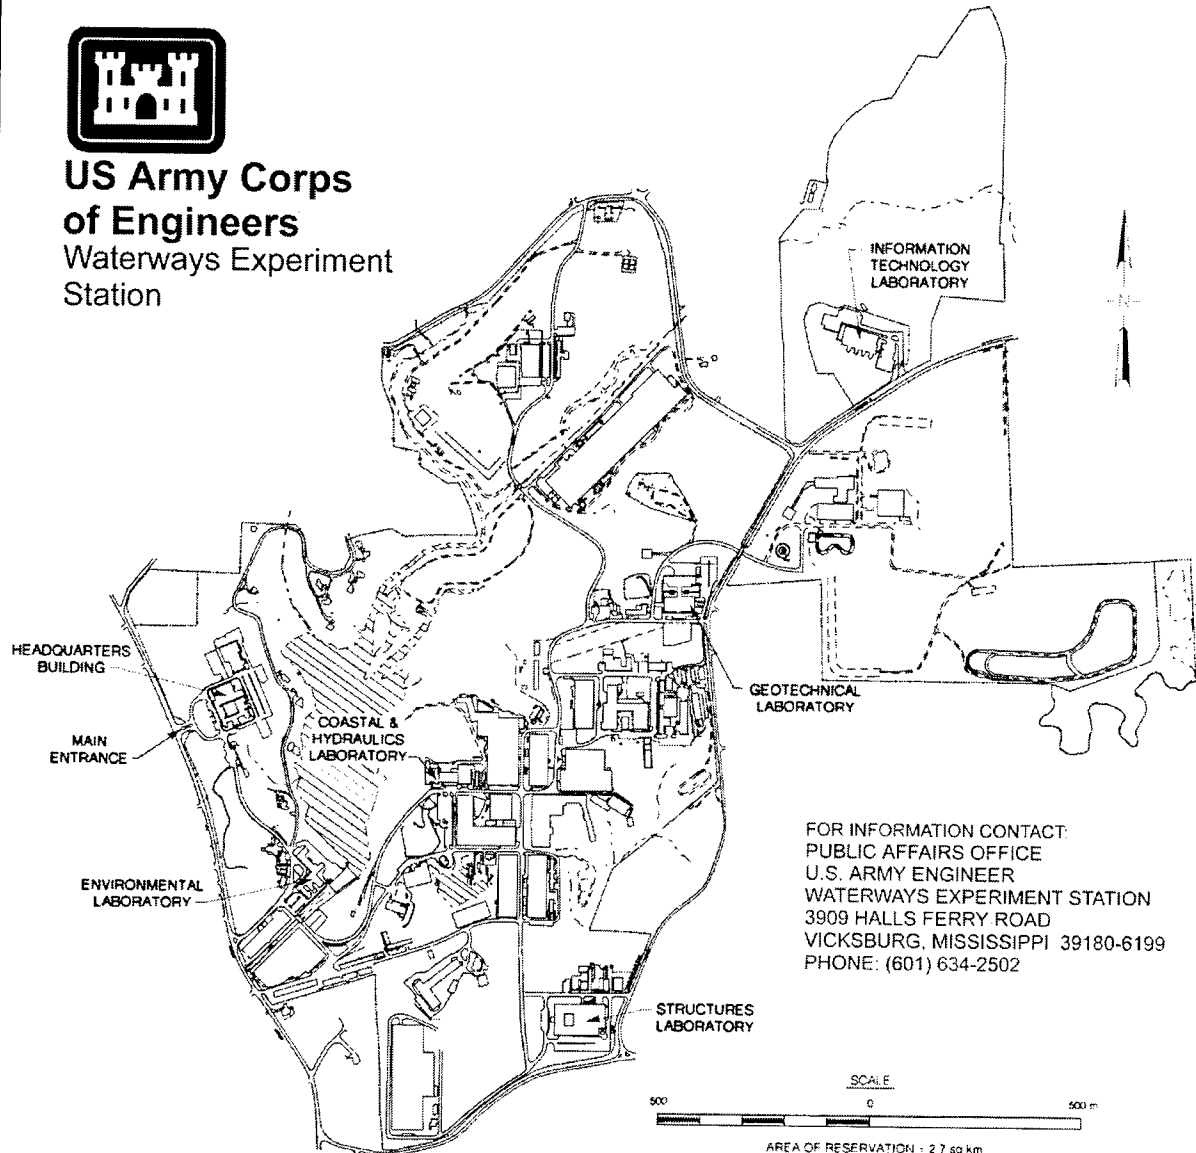 US Army Corps
of Engineers
Waterways Experiment
Station
INFORMATION
TECHNOLOGY
LABORATORY
N
HEADQUARTERS
BUILDING
MAIN
ENTRANCE
COASTAL &
HYDRAULICS
LABORATORY
GEOTECHNICAL
LABORATORY
ENVIRONMENTAL
LABORATORY
FOR INFORMATION CONTACT:
PUBLIC AFFAIRS OFFICE
U.S. ARMY ENGINEER
WATERWAYS EXPERIMENT STATION
3909 HALLS FERRY ROAD
VICKSBURG, MISSISSIPPI 39180-6199
PHONE: (601) 634-2502
STRUCTURES
LABORATORY
SCALE
500 0 500 m
AREA OF RESERVATION : 2.7 sq km